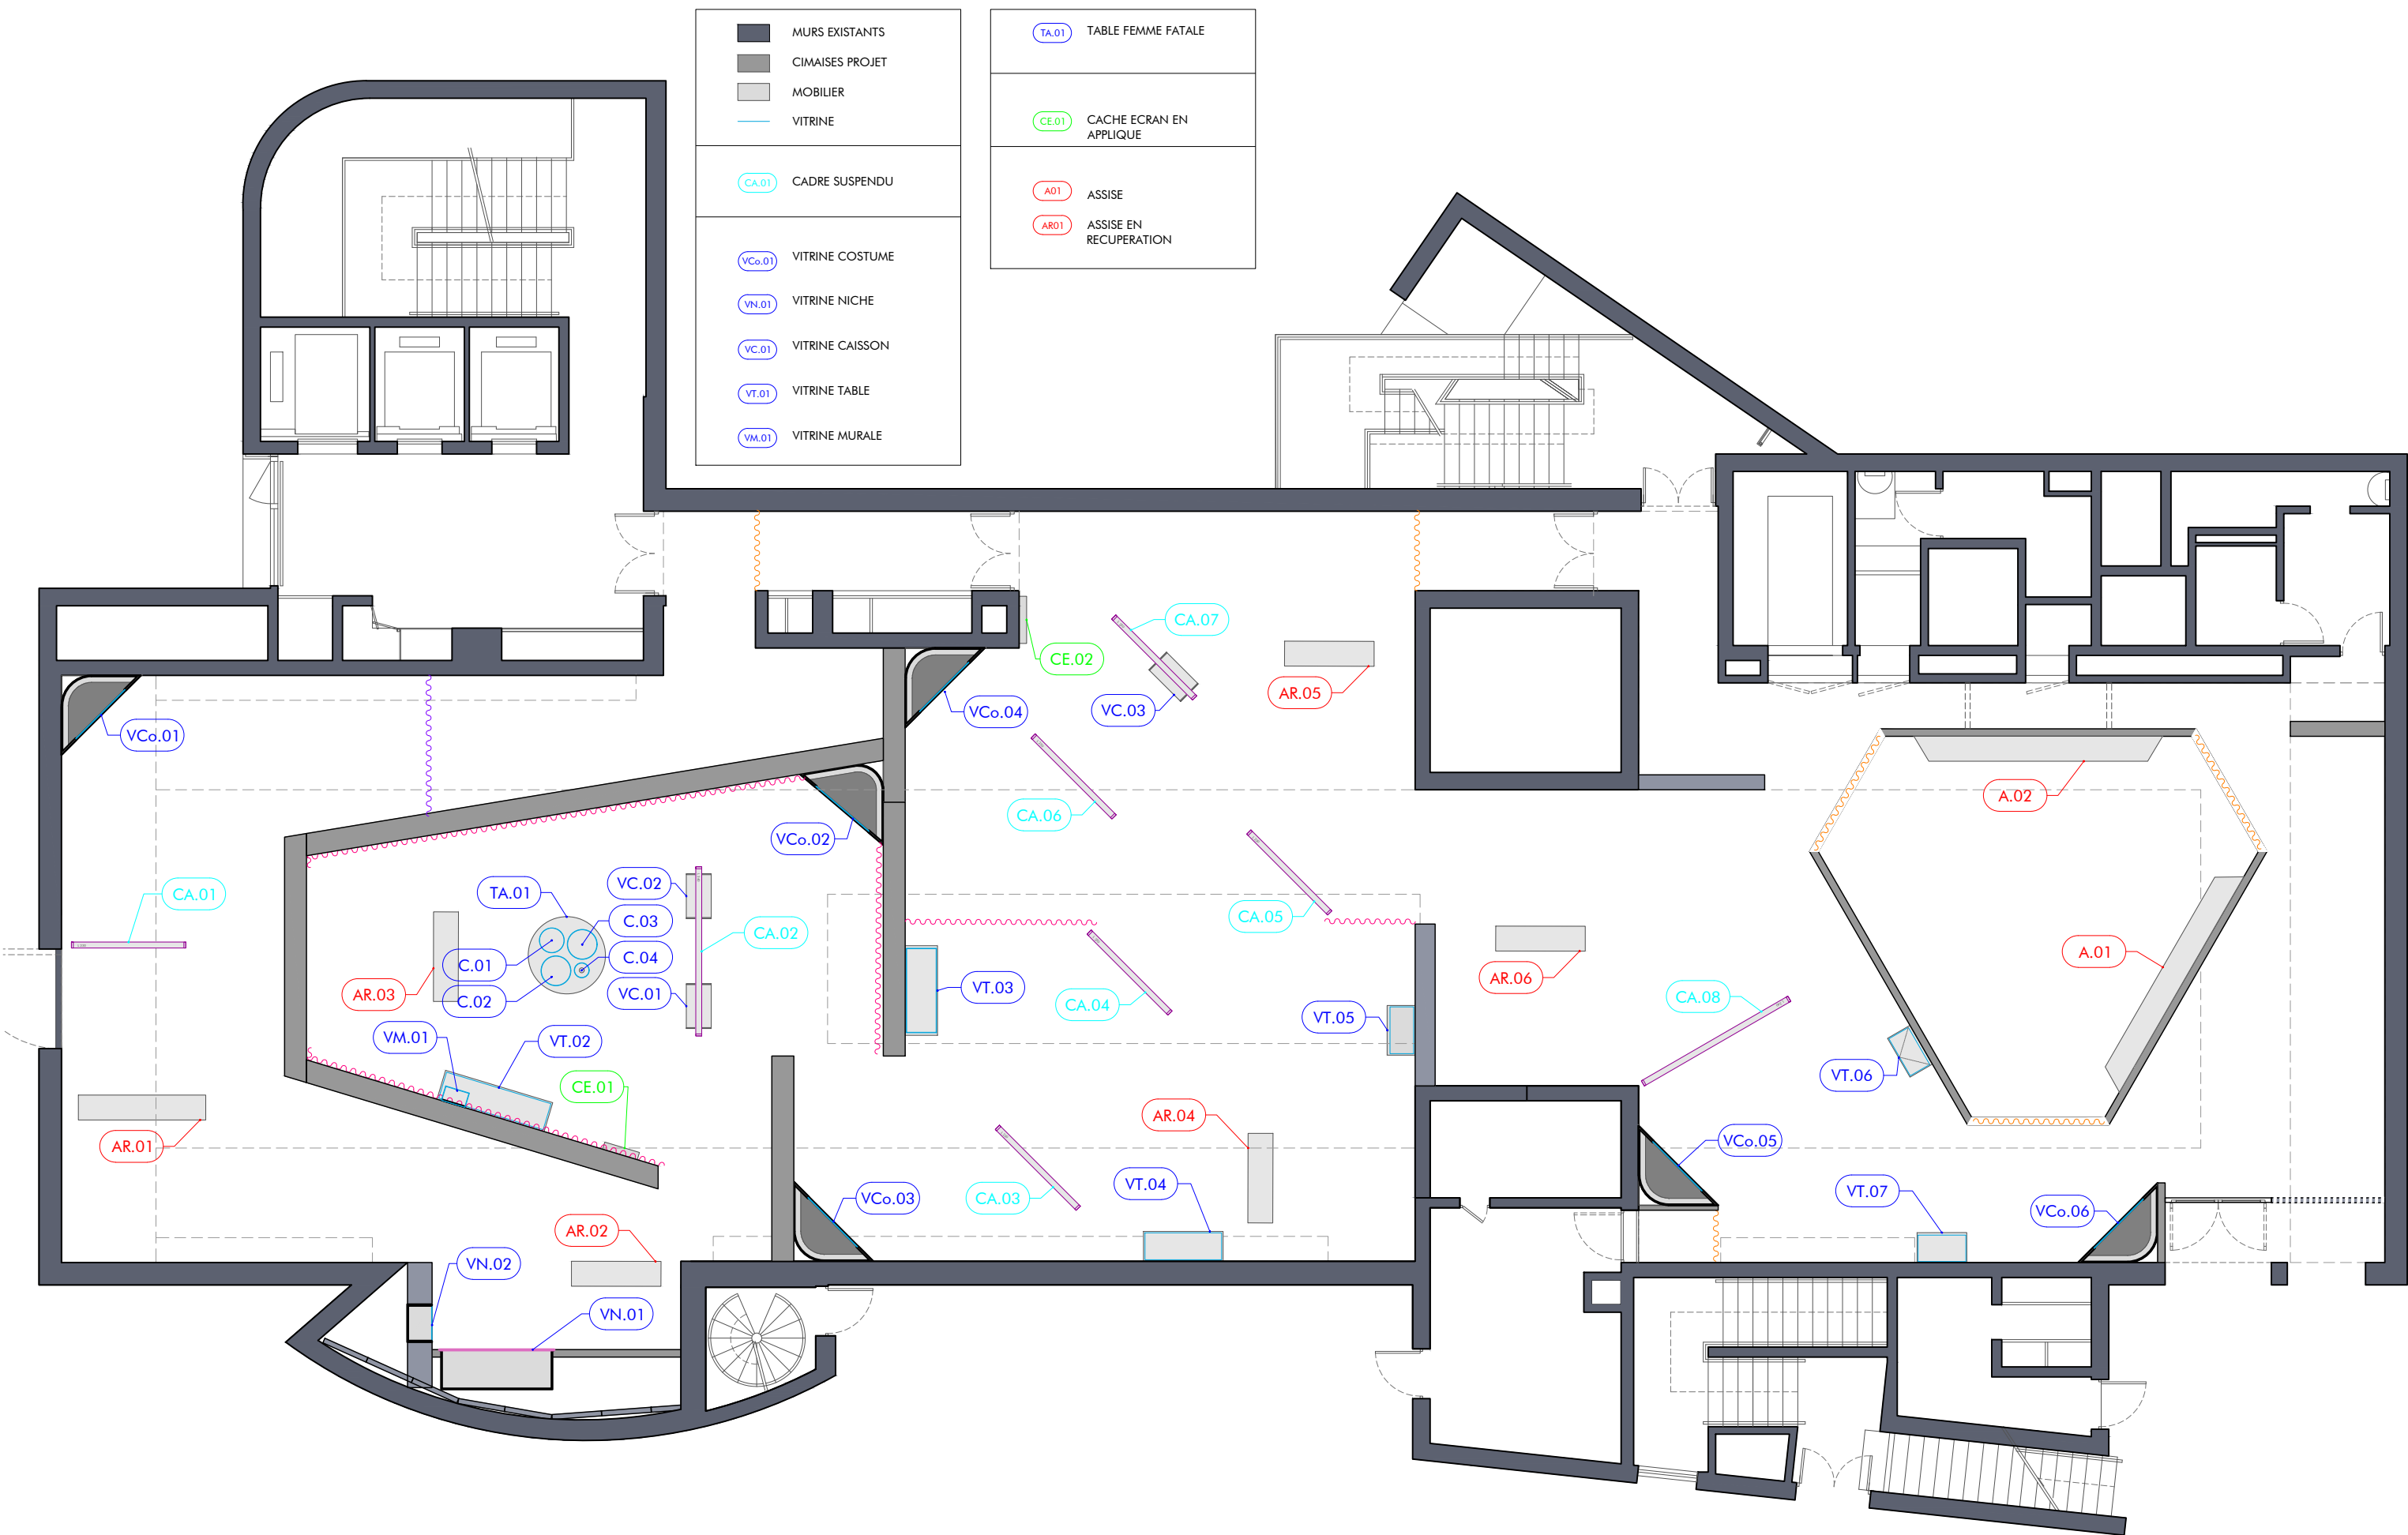 MURS EXISTANTS
CIMAISES PROJET
MOBILIER
VITRINE
CA.01 CADRE SUSPENDU
VCo.01 VITRINE COSTUME
VN.01 VITRINE NICHE
VC.01 VITRINE CAISSON
VT.01 VITRINE TABLE
VM.01 VITRINE MURALE
TA.01 TABLE FEMME FATALE
CE.01 CACHE ECRAN EN
APPLIQUE
A01 ASSISE
AR01 ASSISE EN
RECUPERATION
CA.07
CE.02
AR.05
VCo.04
VC.03
VCo.01
A.02
CA.06
VCo.02
VC.02
TA.01
CA.01
C.03
CA.05
CA.02
A.01
C.04
C.01
AR.06
VT.03
VC.01
AR.03
C.02
CA.08
CA.04
VT.05
VM.01
VT.02
VT.06
CE.01
AR.04
VCo.05
AR.01
VT.04
VT.07
CA.03
VCo.03
VCo.06
AR.02
VN.02
VN.01